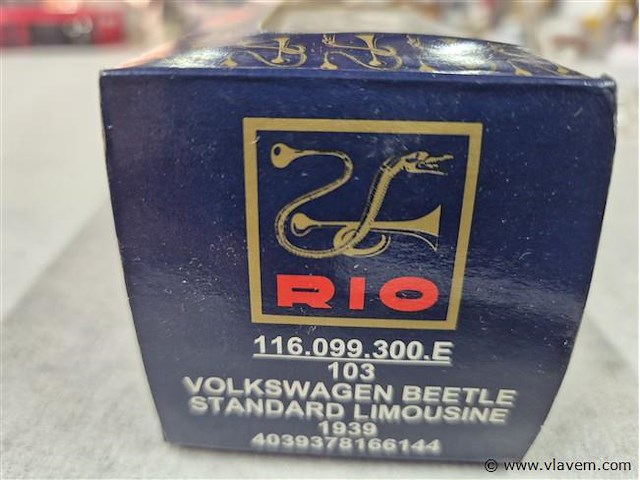 RIO
116.099.300.E
103
VOLKSWAGEN BEETLE
STANDARD LIMOUSINE
1939
4039378166144
© www.vlavem.com